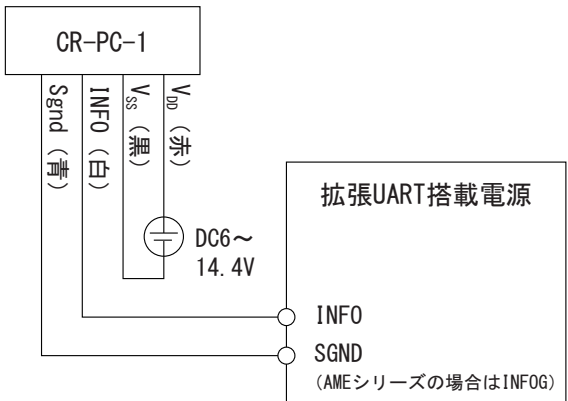 CR-PC-1
Sgnd（青）
INFO（白）
VSS（黒）
VDD（赤）
DC6～
14.4V
拡張UART搭載電源
INFO
SGND
(AMEシリーズの場合はINFOG)